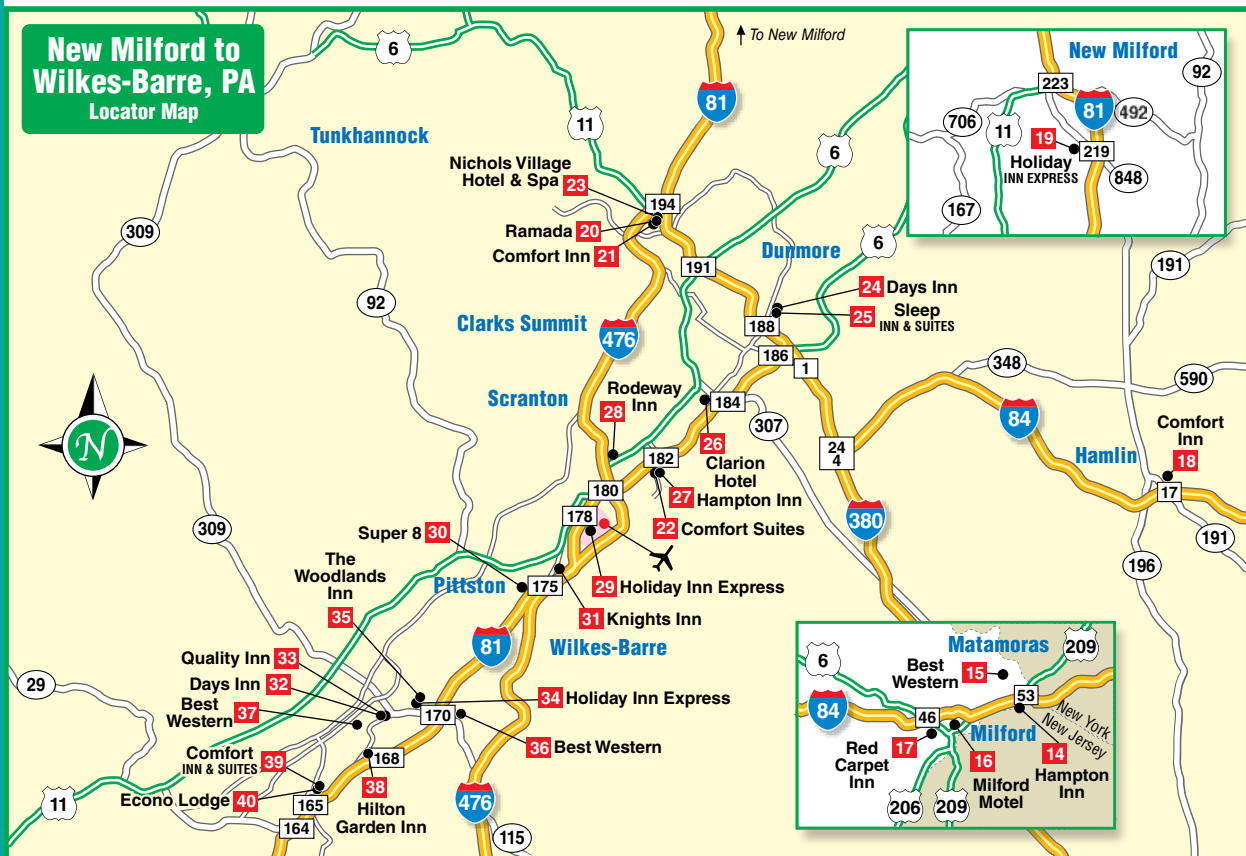 New Milford to
Wilkes-Barre, PA
Locator Map
To New Milford
6
11
81
6
Tunkhannock
Nichols Village
Hotel & Spa
23
194
Ramada 20
Comfort Inn 21
309
191
Dunmore
6
92
24 Days Inn
25 Sleep
INN & SUITES
Clarks Summit
476
188
186
1
Scranton
Rodeway
Inn
28
184
307
348
590
84
26
Clarion
Hotel
24
4
Comfort
Inn
18
Hamlin
17
182
27 Hampton Inn
180
22 Comfort Suites
178
380
191
191
196
309
Super 8 30
The
Woodlands
Inn
35
Pittston
175
29 Holiday Inn Express
31 Knights Inn
81
Wilkes-Barre
Quality Inn 33
Days Inn 32
Best
Western 37
29
34 Holiday Inn Express
170
36 Best Western
Comfort
INN & SUITES
39
168
Econo Lodge 40
38
Hilton
Garden Inn
165
164
11
476
115
N
New Milford
92
223
81
492
706
11
19
Holiday
INN EXPRESS
219
848
167
Matamoras
209
6
Best
Western
15
53
84
46
New York
New Jersey
Milford
17
Red
Carpet
Inn
16
Milford
Motel
14
Hampton
Inn
206
209